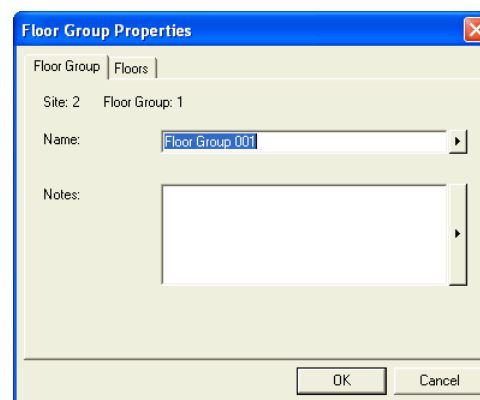 Floor Group Properties
Floor Group Floors
Site: 2 Floor Group: 1
Name: Floor Group 001
Notes:
OK Cancel